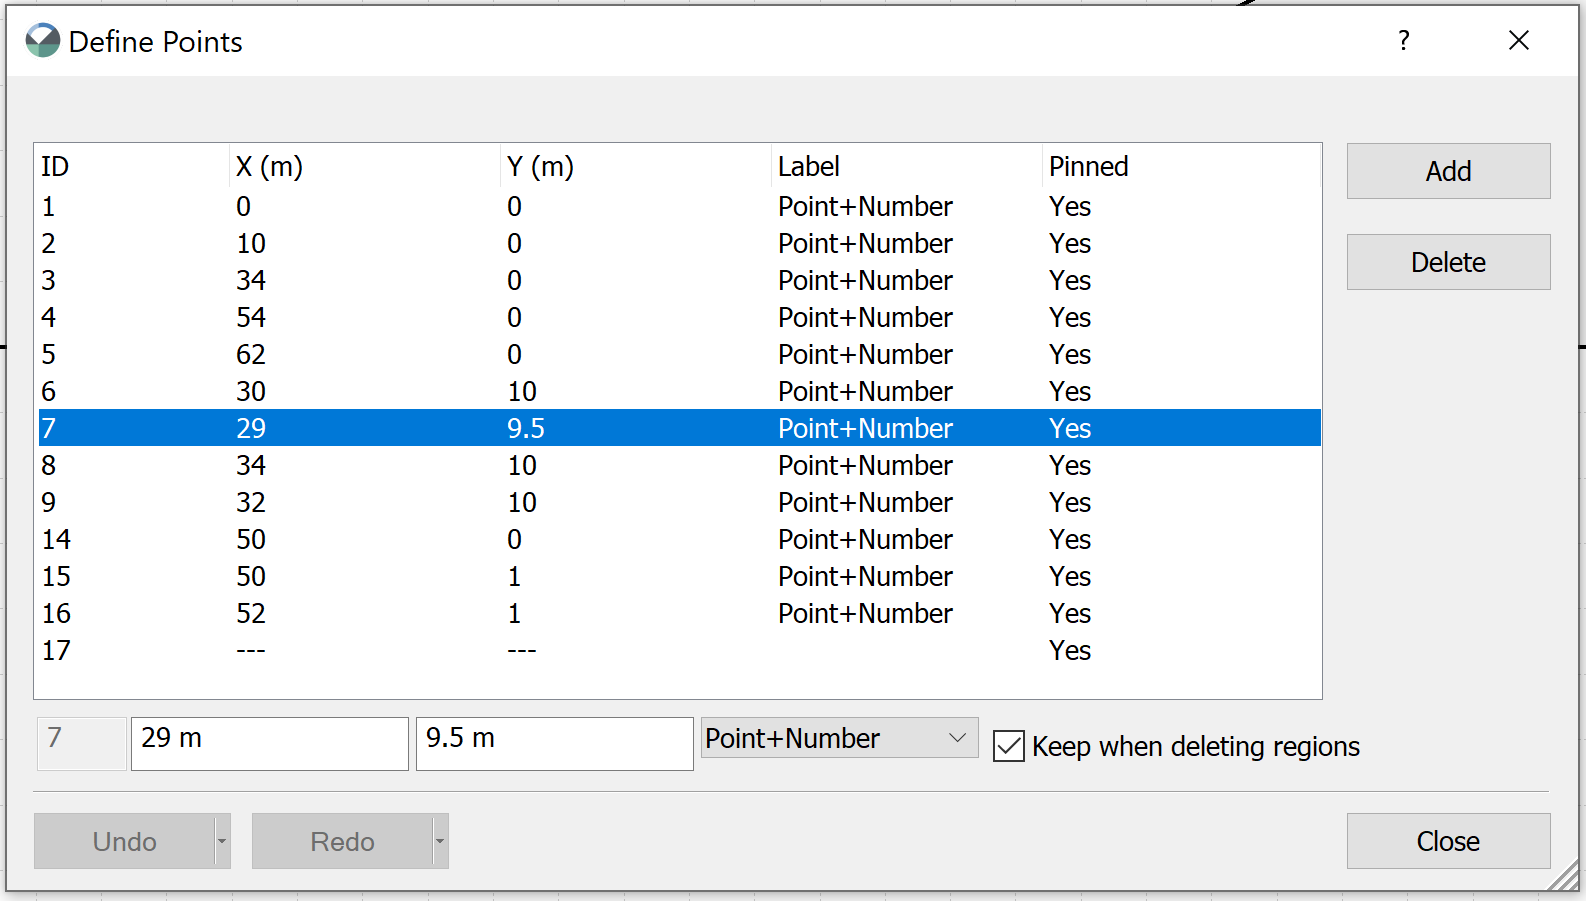 Define Points
?
ID X (m) Y (m) Label Pinned
1 0 0 Point+Number Yes
2 10 0 Point+Number Yes
3 34 0 Point+Number Yes
4 54 0 Point+Number Yes
5 62 0 Point+Number Yes
6 30 10 Point+Number Yes
7 29 9.5 Point+Number Yes
8 34 10 Point+Number Yes
9 32 10 Point+Number Yes
14 50 0 Point+Number Yes
15 50 1 Point+Number Yes
16 52 1 Point+Number Yes
17 --- --- Yes
Add
Delete
7 29 m 9.5 m Point+Number Keep when deleting regions
Undo Redo Close